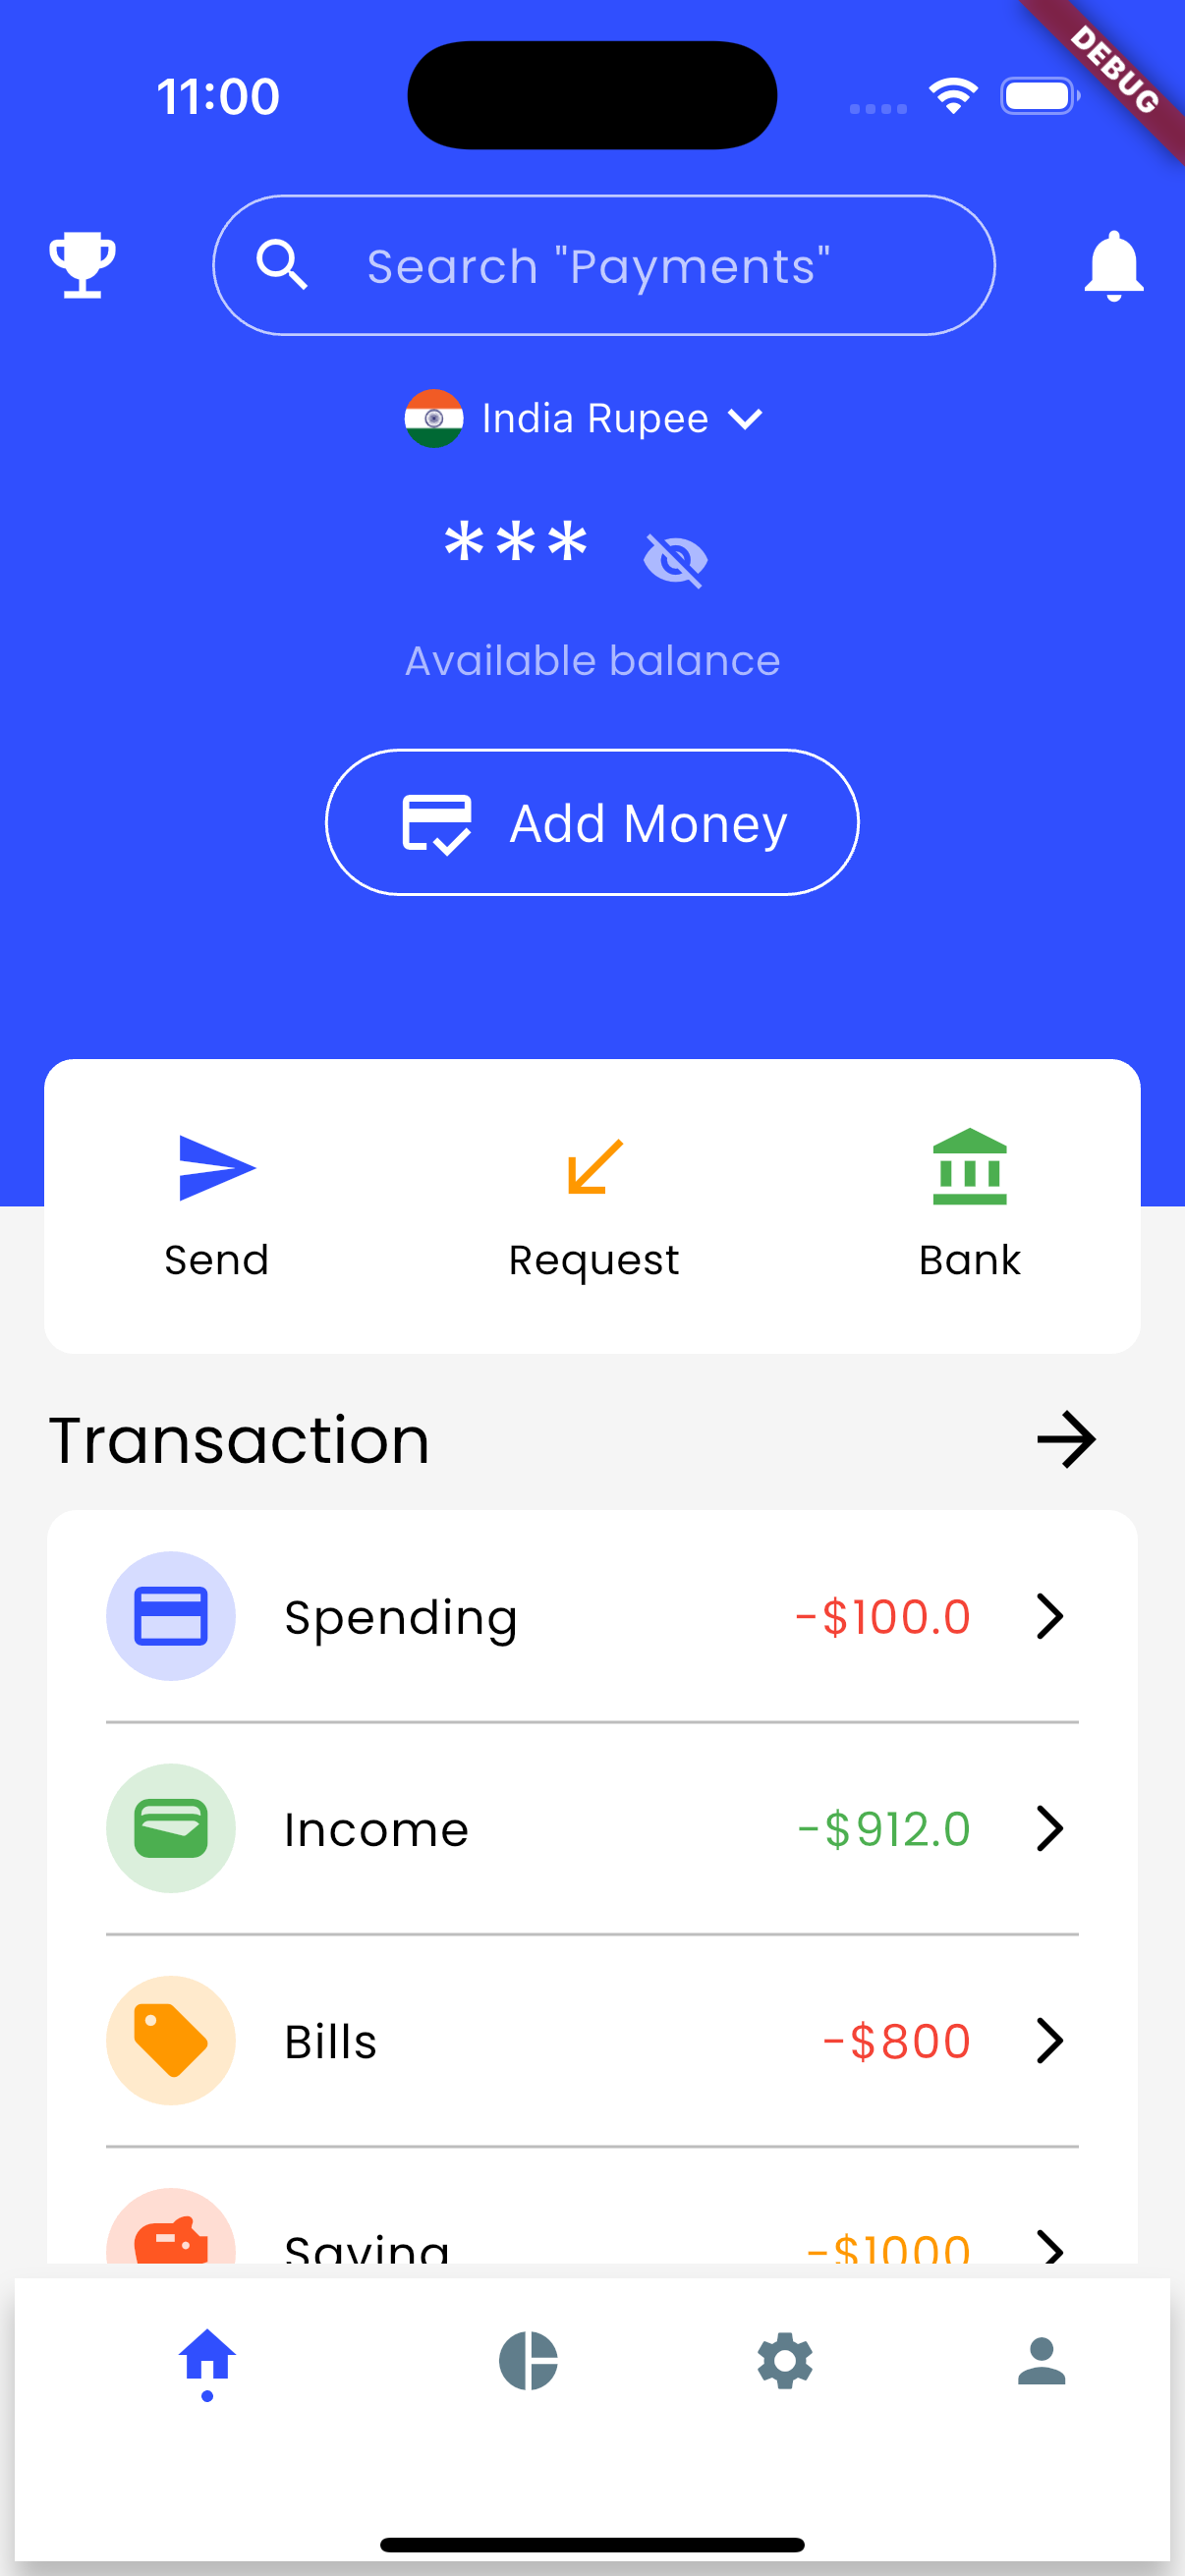 11:00
DEBUG
Search "Payments"
India Rupee
***
Available balance
Add Money
Send Request Bank
Transaction
Spending -$100.0
Income -$912.0
Bills -$800
Saving -$1000